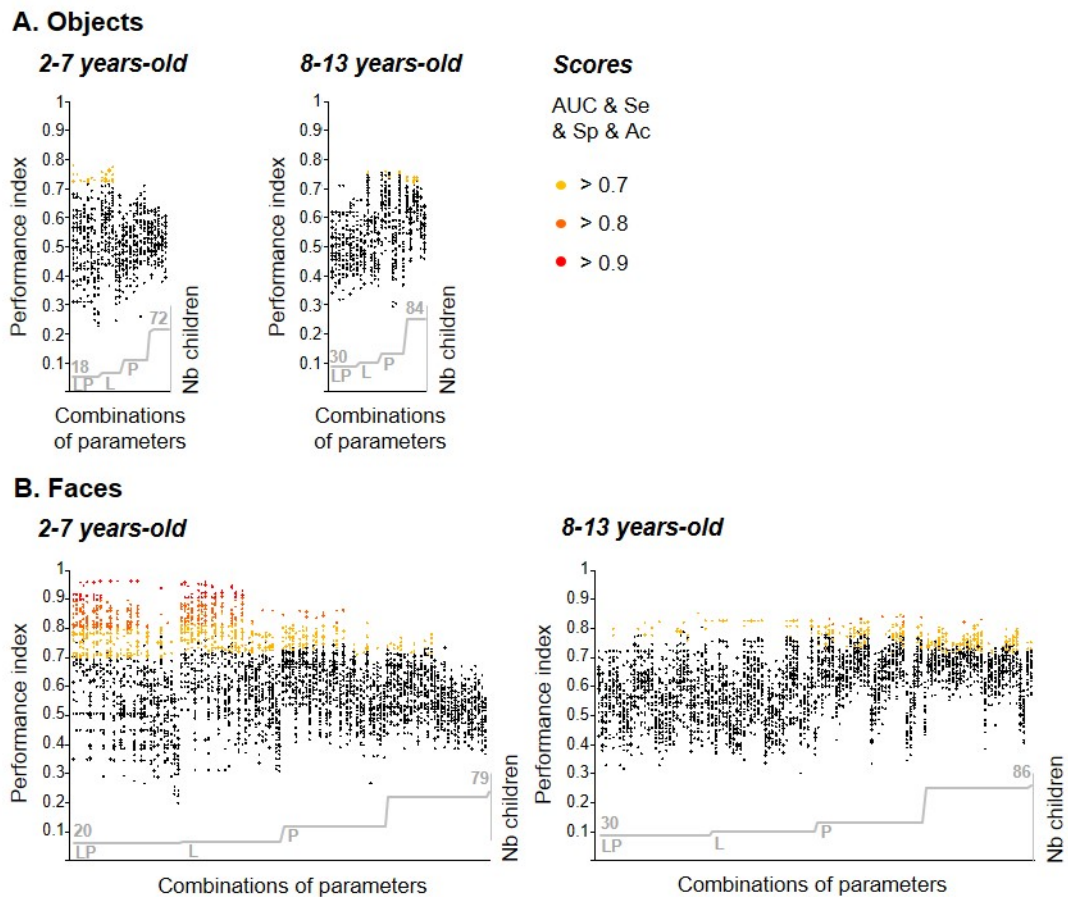 A. Objects
2-7 years-old
8-13 years-old
Scores
AUC & Se
& Sp & Ac
> 0.7
> 0.8
> 0.9
Performance index
1
0.9
0.8
0.7
0.6
0.5
0.4
0.3
0.2
0.1
18
LP
L
P
72
Nb children
Combinations
of parameters
Performance index
1
0.9
0.8
0.7
0.6
0.5
0.4
0.3
0.2
0.1
30
LP
L
P
84
Nb children
Combinations
of parameters
B. Faces
2-7 years-old
Performance index
1
0.9
0.8
0.7
0.6
0.5
0.4
0.3
0.2
0.1
20
LP
L
P
79
Nb children
Combinations of parameters
8-13 years-old
Performance index
1
0.9
0.8
0.7
0.6
0.5
0.4
0.3
0.2
0.1
30
LP
L
P
86
Nb children
Combinations of parameters